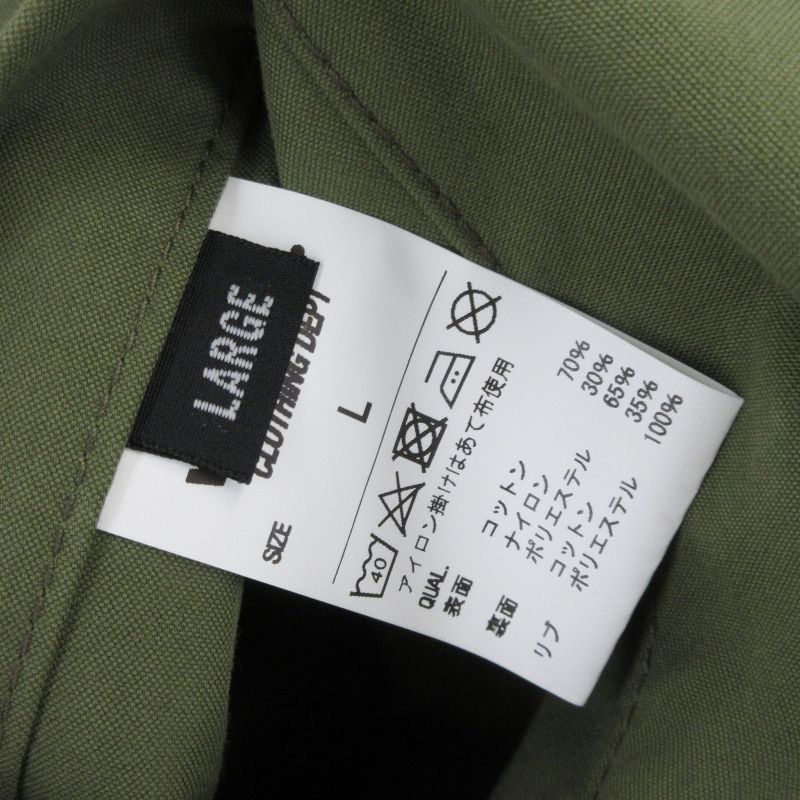 LARGE
CLOTHING DEPT
SIZE L
40
アイロン掛けはあて布使用
QUAL.
表面 コットン 70%
ナイロン 30%
裏面 ポリエステル 65%
コットン 35%
リブ ポリエステル 100%